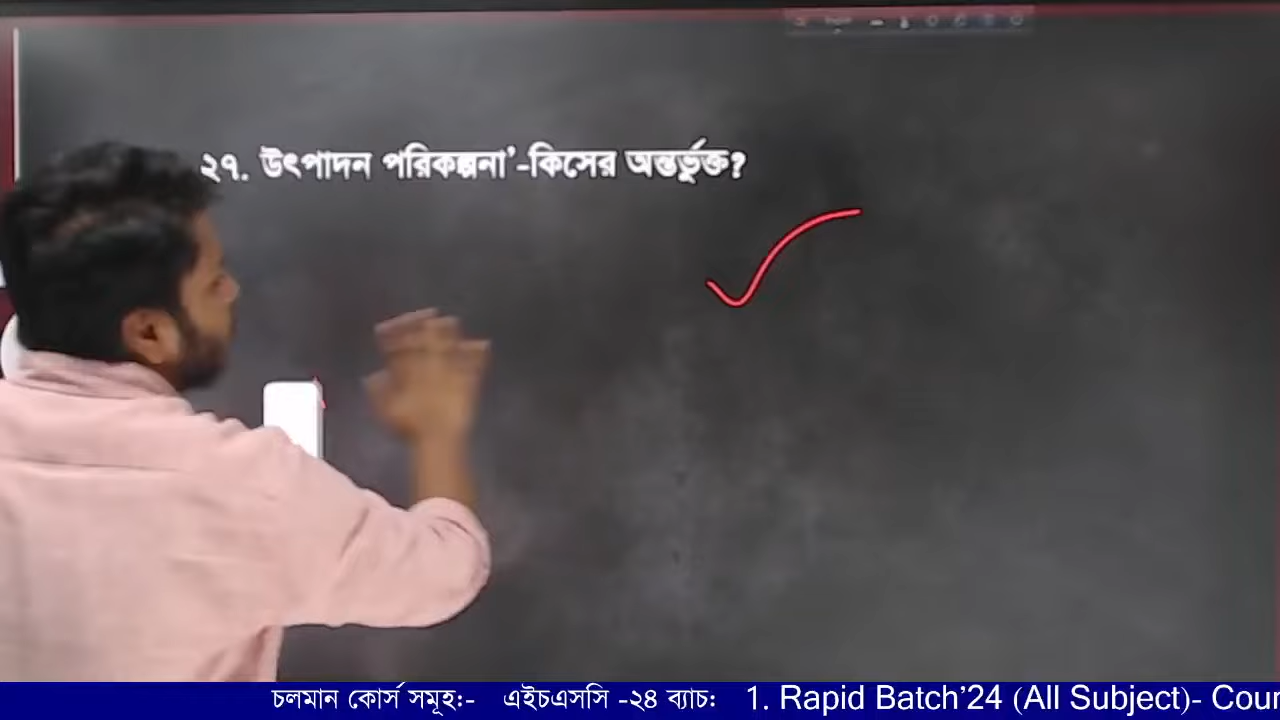 ২৭. উৎপাদন পরিকল্পনা’-কিসের অন্তর্ভুক্ত?
চলমান কোর্স সমূহ:- এইচএসসি -২৪ ব্যাচ: 1. Rapid Batch’24 (All Subject)- Cour